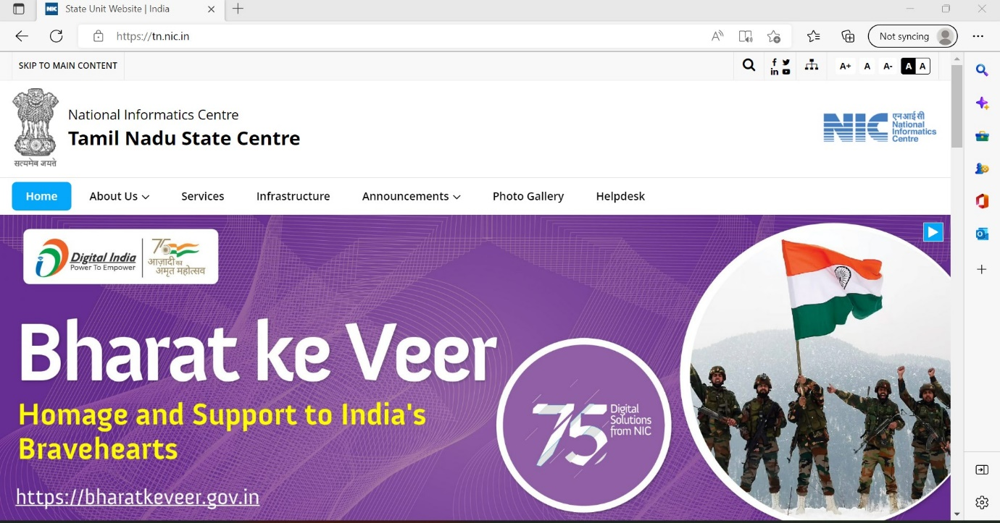 State Unit Website | India
https://tn.nic.in
Not syncing
SKIP TO MAIN CONTENT
A+ A A- A A
सत्यमेव जयते
National Informatics Centre
Tamil Nadu State Centre
NIC
एन आई सी
National
Informatics
Centre
Home About Us Services Infrastructure Announcements Photo Gallery Helpdesk
Digital India
Power To Empower
75
आज़ादी का
अमृत महोत्सव
Bharat ke Veer
Homage and Support to India's
Bravehearts
https://bharatkeveer.gov.in
75
Digital
Solutions
from NIC